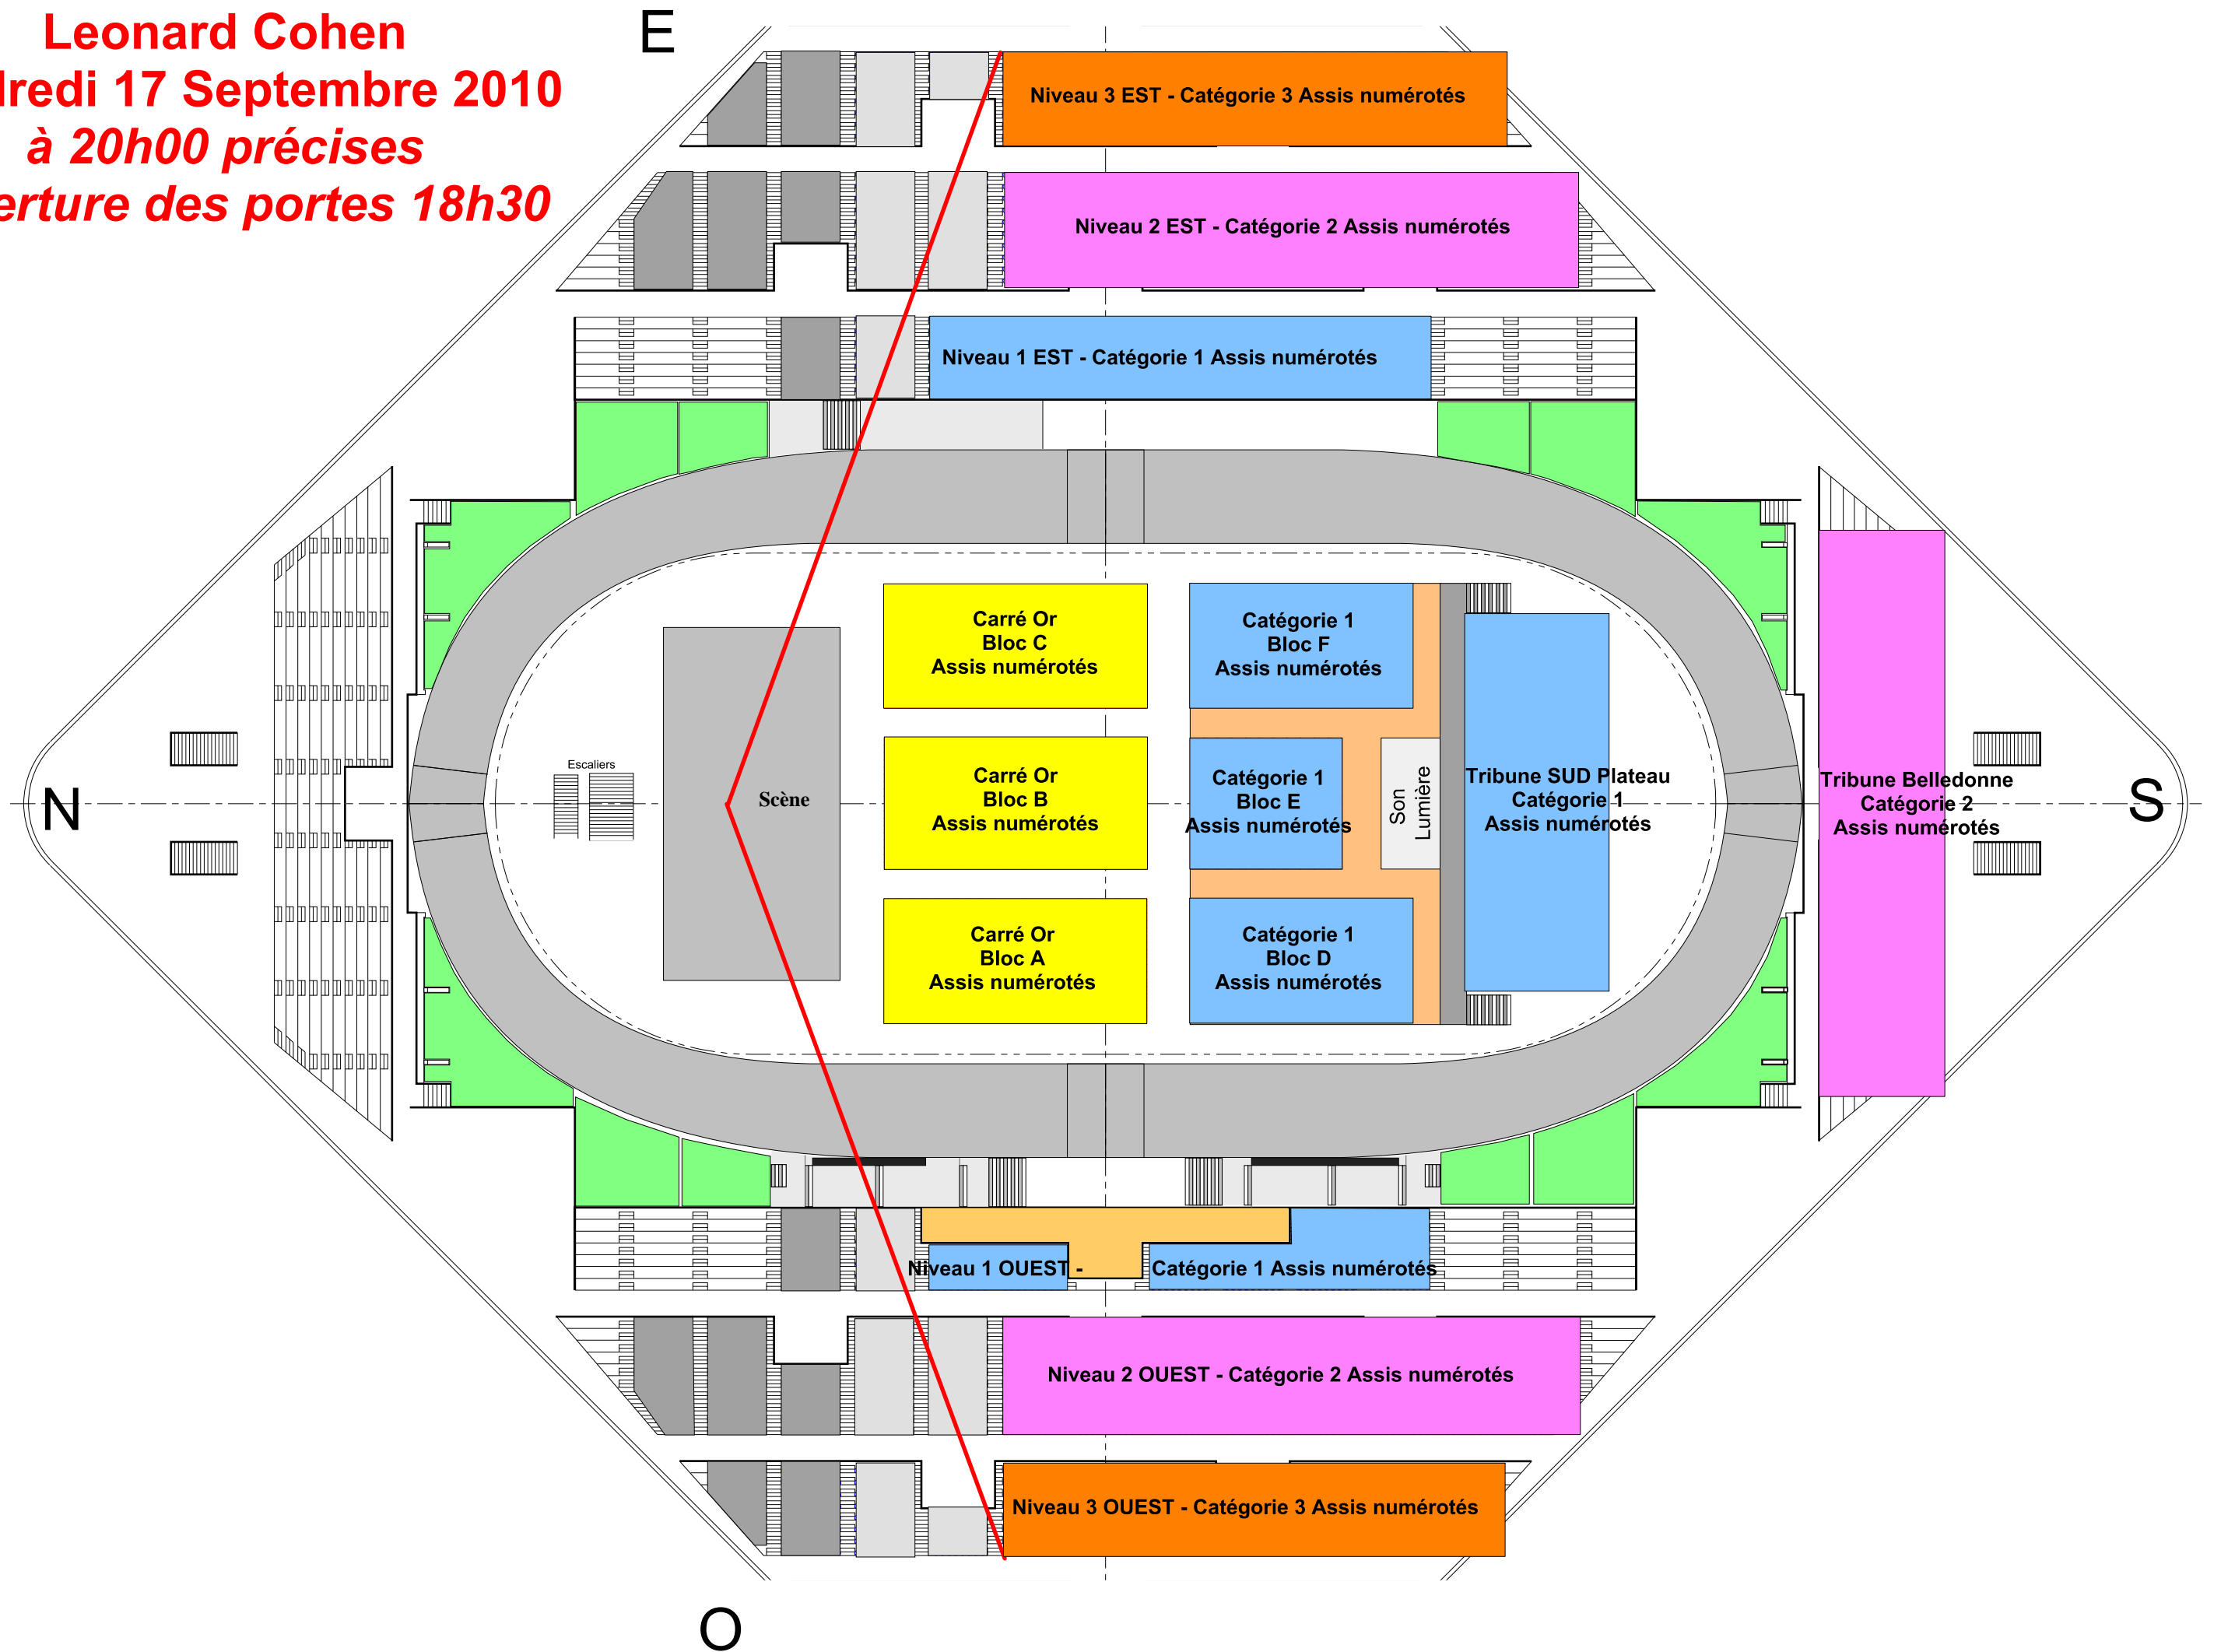 Leonard Cohen
dredi 17 Septembre 2010
à 20h00 précises
erture des portes 18h30
E
Niveau 3 EST - Catégorie 3 Assis numérotés
Niveau 2 EST - Catégorie 2 Assis numérotés
Niveau 1 EST - Catégorie 1 Assis numérotés
Carré Or
Bloc C
Assis numérotés
Catégorie 1
Bloc F
Assis numérotés
N
Escaliers
Scène
Carré Or
Bloc B
Assis numérotés
Catégorie 1
Bloc E
Assis numérotés
Son
Lumière
Tribune SUD Plateau
Catégorie 1
Assis numérotés
Tribune Belledonne
Catégorie 2
Assis numérotés
S
Carré Or
Bloc A
Assis numérotés
Catégorie 1
Bloc D
Assis numérotés
Niveau 1 OUEST - Catégorie 1 Assis numérotés
Niveau 2 OUEST - Catégorie 2 Assis numérotés
Niveau 3 OUEST - Catégorie 3 Assis numérotés
O